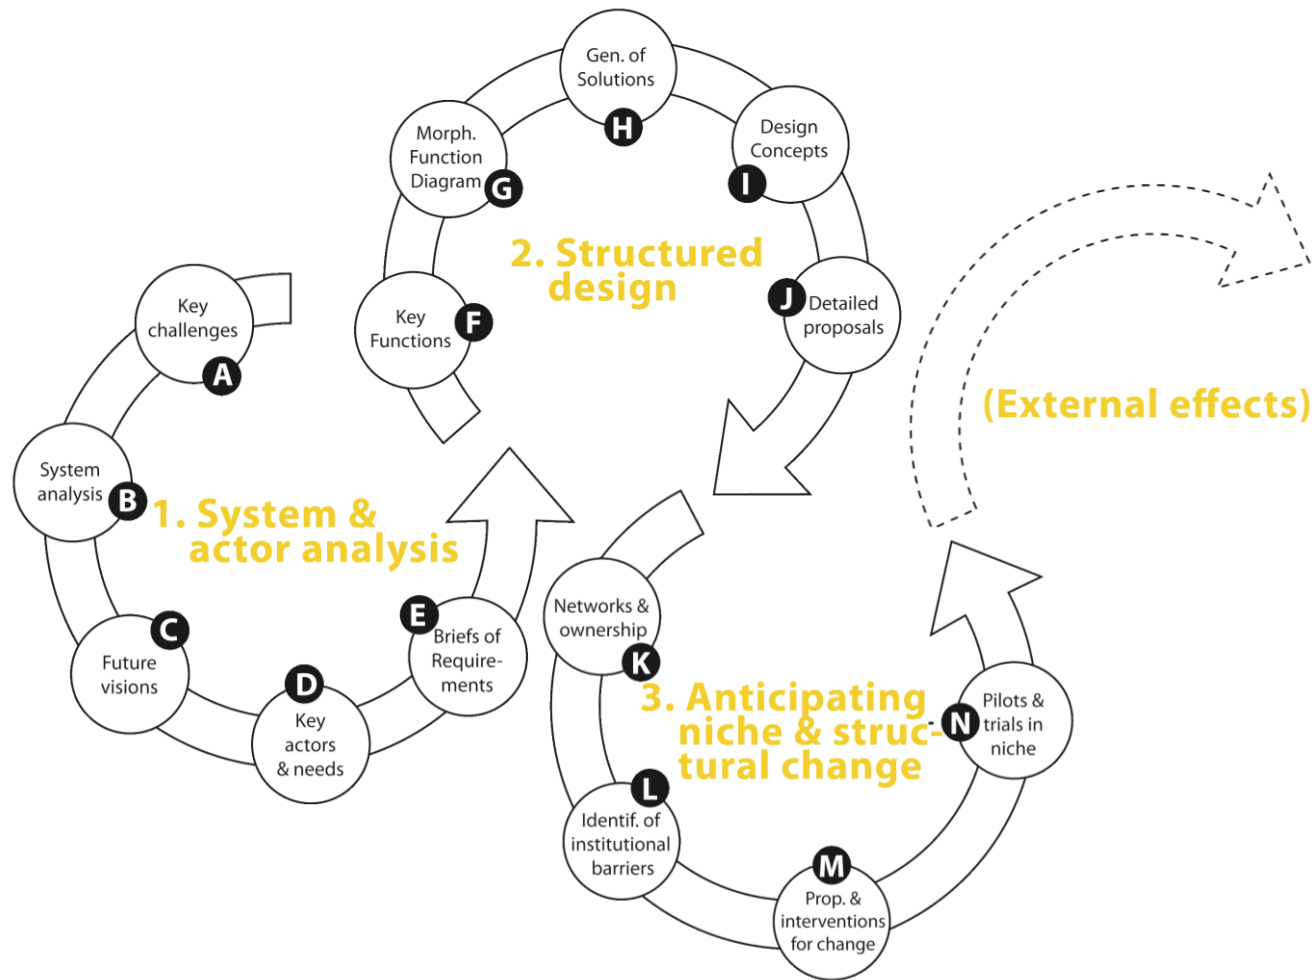 Key
challenges
A
System
analysis
B
1. System &
actor analysis
C
Future
visions
D
Key
actors
& needs
E
Briefs of
Require-
ments
Key
Functions
F
Morph.
Function
Diagram
G
Gen. of
Solutions
H
Design
Concepts
I
2. Structured
design
J
Detailed
proposals
Networks &
ownership
K
3. Anticipating
niche & struc-
tural change
L
Identif. of
institutional
barriers
M
Prop. &
interventions
for change
N
Pilots &
trials in
niche
(External effects)